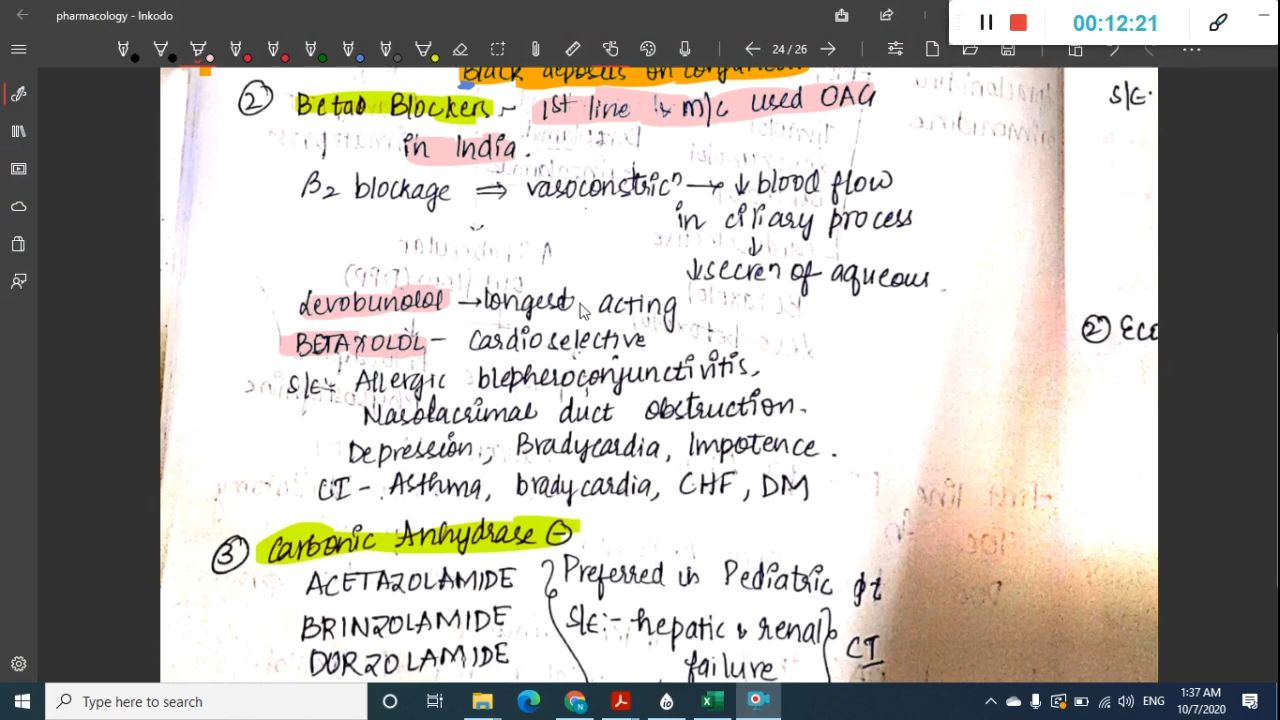 pharmacology - Inkodo
00:12:21
24 / 26
Black deposits on conjunctiv
② Betao Blockers - 1st line & m/c used OAG
in India.
β2 blockage ⇒ vasoconstricⁿ → ↓ blood flow
in ciliary process
↓
↓secren of aqueous
Levobunolol → longest acting
BETAXOLOL - Cardioselective
S/E:- Allergic blepheroconjunctivitis,
Nasolacrimal duct obstruction.
Depression, Bradycardia, Impotence.
CI - Asthma, bradycardia, CHF, DM
③ Carbonic Anhydrase ⊖
ACETAZOLAMIDE
BRINZOLAMIDE
DORZOLAMIDE
Preferred in Pediatric pt
S/E:- hepatic & renal
failure
CI
S/E.
② Eco
Type here to search
ENG
1:37 AM
10/7/2020